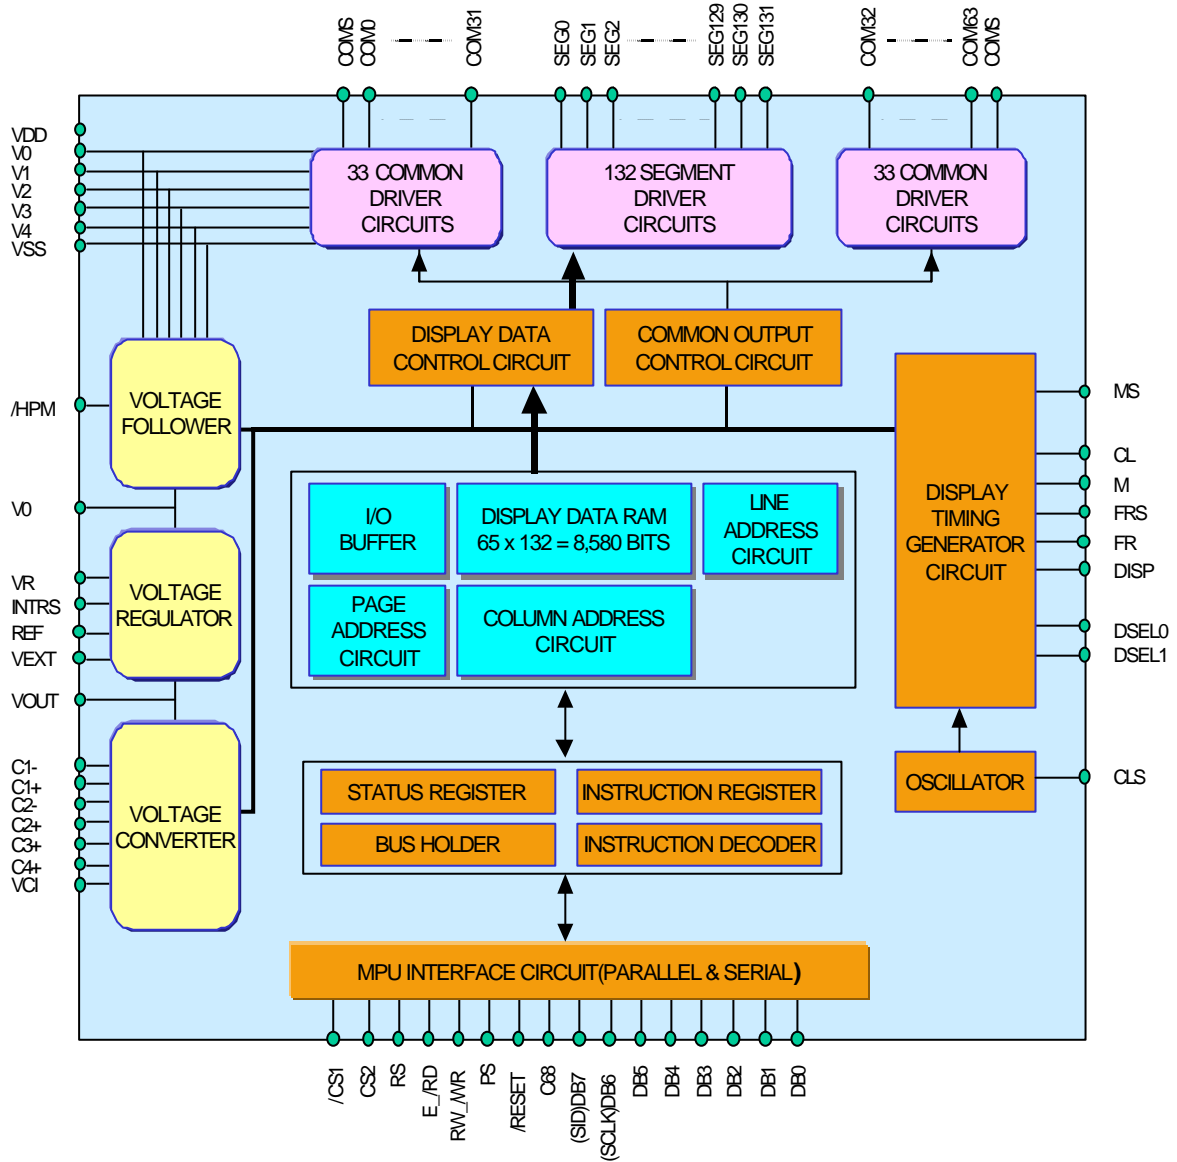 COMS
COM0
COM31
SEG0
SEG1
SEG2
SEG129
SEG130
SEG131
COM32
COM63
COMS
VDD
V0
V1
V2
V3
V4
VSS
33 COMMON
DRIVER
CIRCUITS
132 SEGMENT
DRIVER
CIRCUITS
33 COMMON
DRIVER
CIRCUITS
DISPLAY DATA
CONTROL CIRCUIT
COMMON OUTPUT
CONTROL CIRCUIT
/HPM
VOLTAGE
FOLLOWER
V0
VR
INTRS
REF
VEXT
VOLTAGE
REGULATOR
VOUT
C1-
C1+
C2-
C2+
C3+
C4+
VCI
VOLTAGE
CONVERTER
I/O
BUFFER
DISPLAY DATA RAM
65 x 132 = 8,580 BITS
LINE
ADDRESS
CIRCUIT
PAGE
ADDRESS
CIRCUIT
COLUMN ADDRESS
CIRCUIT
DISPLAY
TIMING
GENERATOR
CIRCUIT
MS
CL
M
FRS
FR
DISP
DSEL0
DSEL1
OSCILLATOR
CLS
STATUS REGISTER
INSTRUCTION REGISTER
BUS HOLDER
INSTRUCTION DECODER
MPU INTERFACE CIRCUIT(PARALLEL & SERIAL)
/CS1
CS2
RS
E_/RD
RW_/WR
PS
/RESET
C68
(SID)DB7
(SCLK)DB6
DB5
DB4
DB3
DB2
DB1
DB0